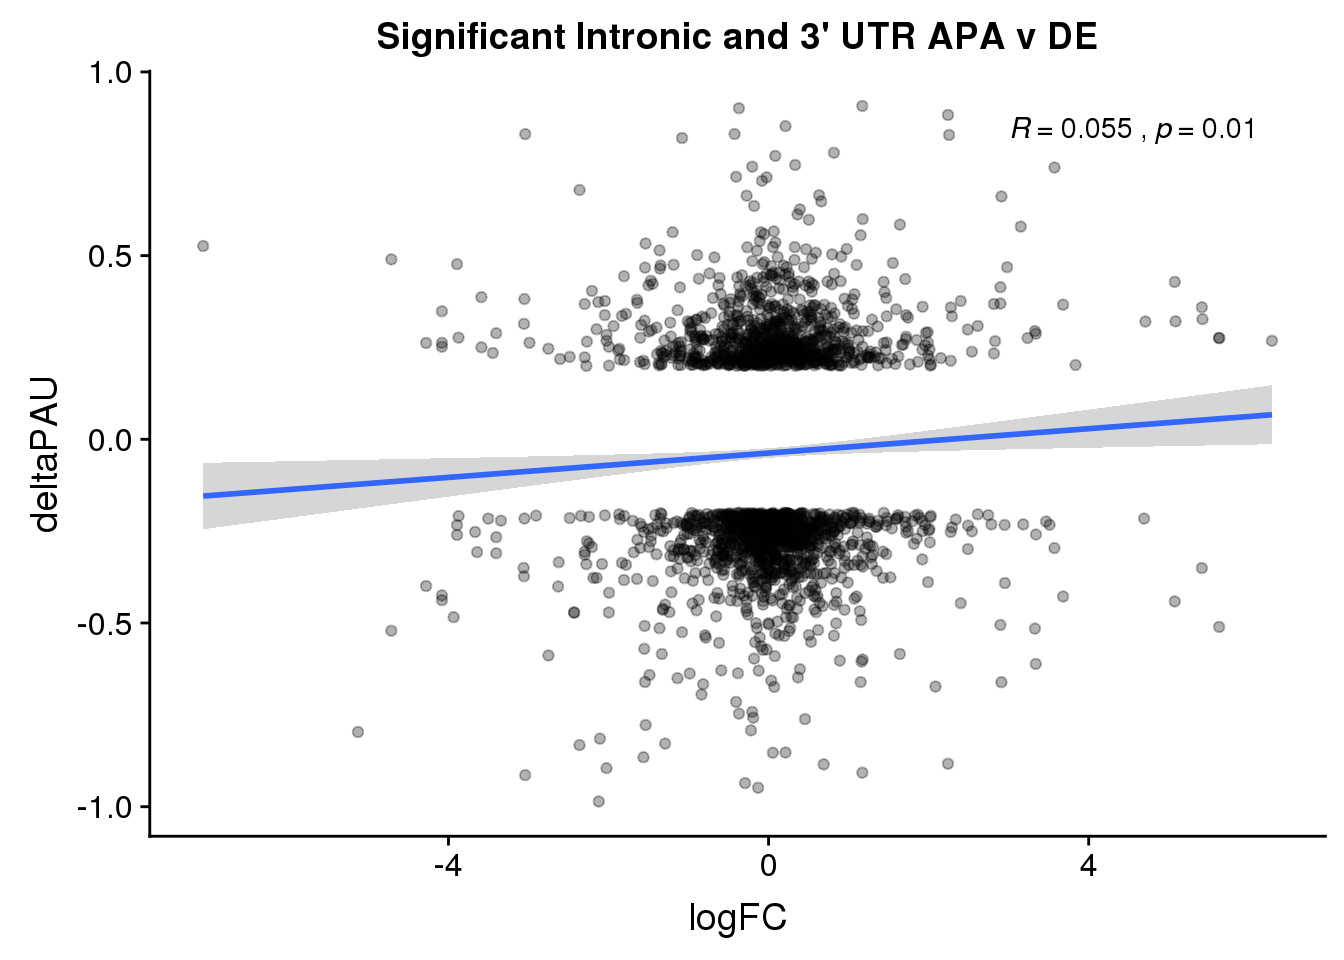 Significant Intronic and 3' UTR APA v DE
1.0
R = 0.055 , p = 0.01
0.5
0.0
-0.5
-1.0
deltaPAU
-4 0 4
logFC